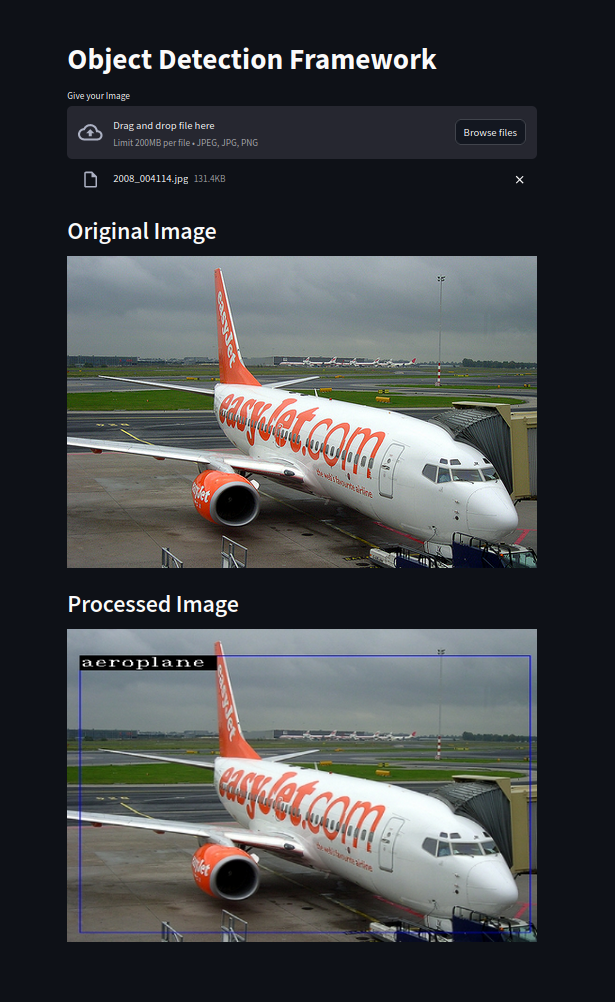 Object Detection Framework
Give your Image
Drag and drop file here
Limit 200MB per file • JPEG, JPG, PNG
Browse files
2008_004114.jpg 131.4KB
Original Image
easyJet
easyJet.com
the web's favourite airline
easyJet
Processed Image
aeroplane
easyJet
easyJet.com
the web's favourite airline
easyJet